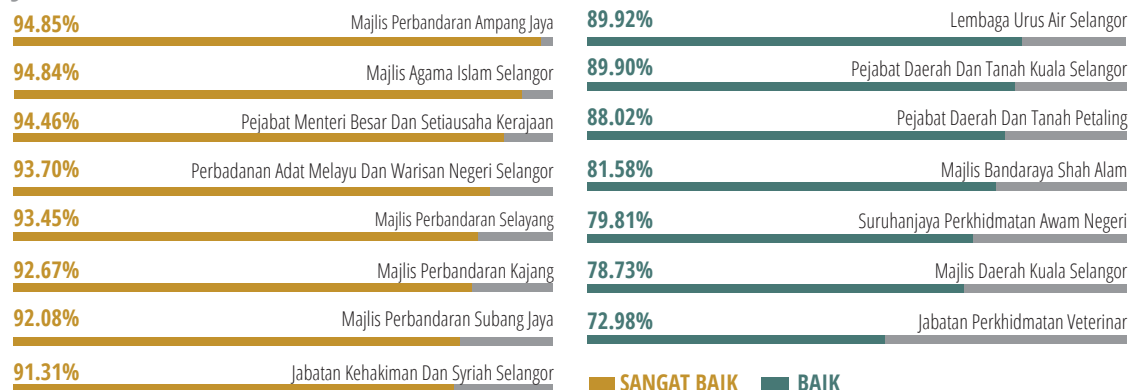 94.85% Majlis Perbandaran Ampang Jaya
94.84% Majlis Agama Islam Selangor
94.46% Pejabat Menteri Besar Dan Setiausaha Kerajaan
93.70% Perbadanan Adat Melayu Dan Warisan Negeri Selangor
93.45% Majlis Perbandaran Selayang
92.67% Majlis Perbandaran Kajang
92.08% Majlis Perbandaran Subang Jaya
91.31% Jabatan Kehakiman Dan Syriah Selangor
89.92% Lembaga Urus Air Selangor
89.90% Pejabat Daerah Dan Tanah Kuala Selangor
88.02% Pejabat Daerah Dan Tanah Petaling
81.58% Majlis Bandaraya Shah Alam
79.81% Suruhanjaya Perkhidmatan Awam Negeri
78.73% Majlis Daerah Kuala Selangor
72.98% Jabatan Perkhidmatan Veterinar
SANGAT BAIK BAIK